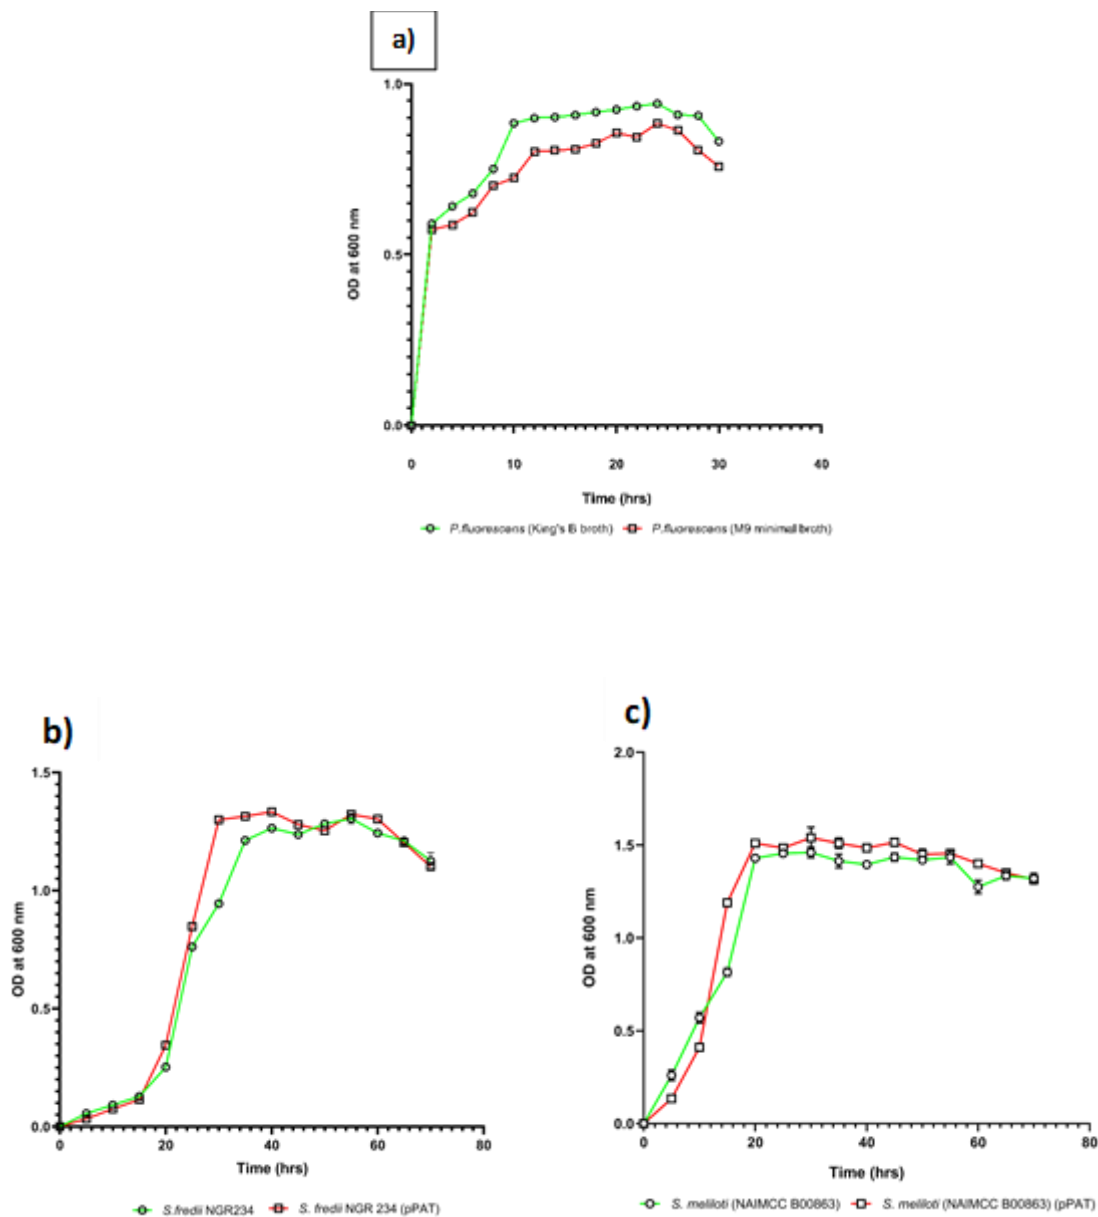 a)
1.0
0.5
0.0
OD at 600 nm
0
10
20
30
40
Time (hrs)
P.fluorescens (King's B broth) P.fluorescens (M9 minimal broth)
b)
1.5
1.0
0.5
0.0
OD at 600 nm
0
20
40
60
80
Time (hrs)
S.fredii NGR234 S. fredii NGR 234 (pPAT)
c)
2.0
1.5
1.0
0.5
0.0
OD at 600 nm
0
20
40
60
80
Time (hrs)
S. meliloti (NAIMCC B00863) S. meliloti (NAIMCC B00863) (pPAT)